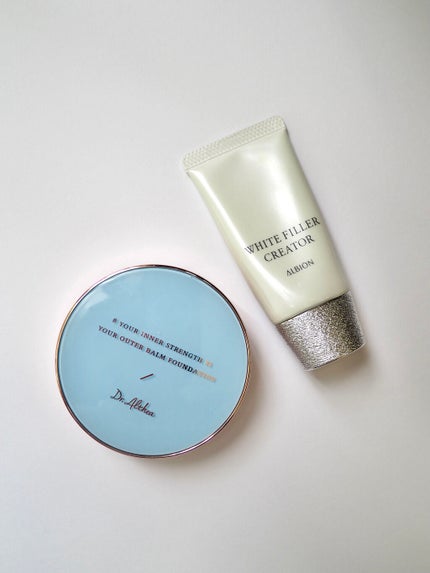 WHITE FILLER
CREATOR
ALBION
# YOUR INNER STRENGTH IS
YOUR OUTER BALM FOUNDATION
Dr. Althea